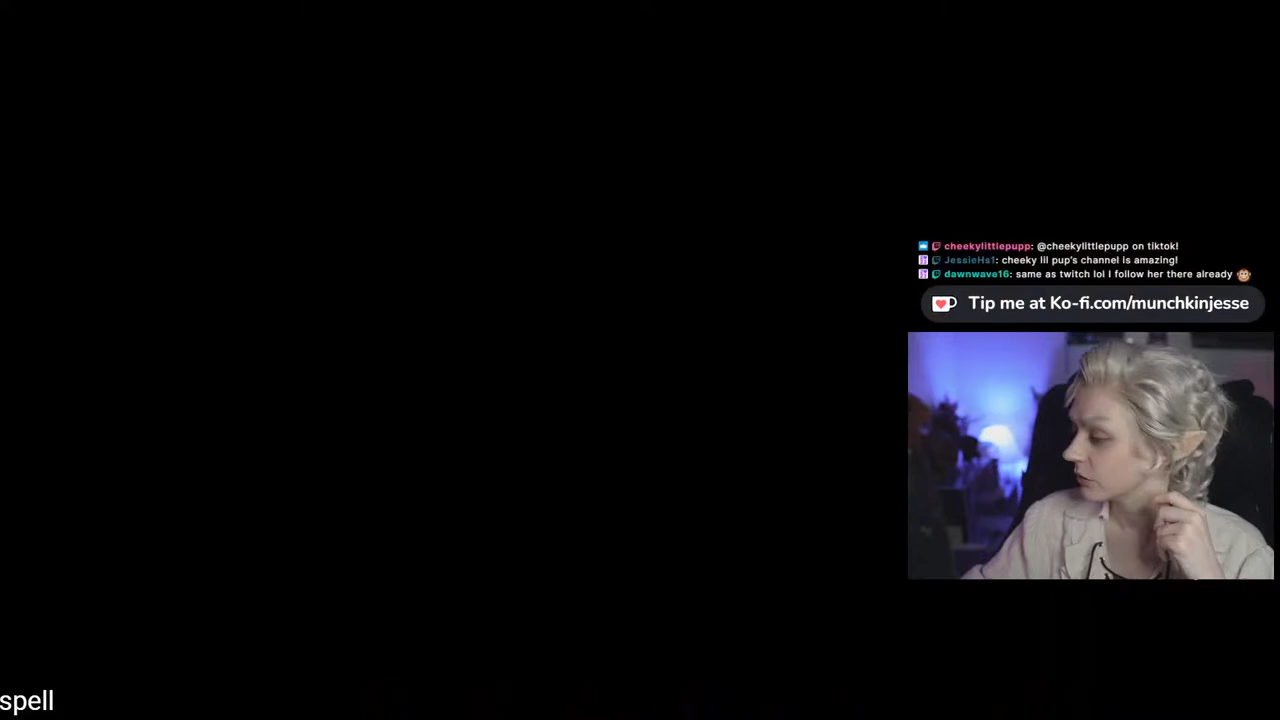 cheekylittlepupp: @cheekylittlepupp on tiktok!
JessieHs1: cheeky lil pup's channel is amazing!
dawnwave16: same as twitch lol I follow her there already
Tip me at Ko-fi.com/munchkinjesse
spell